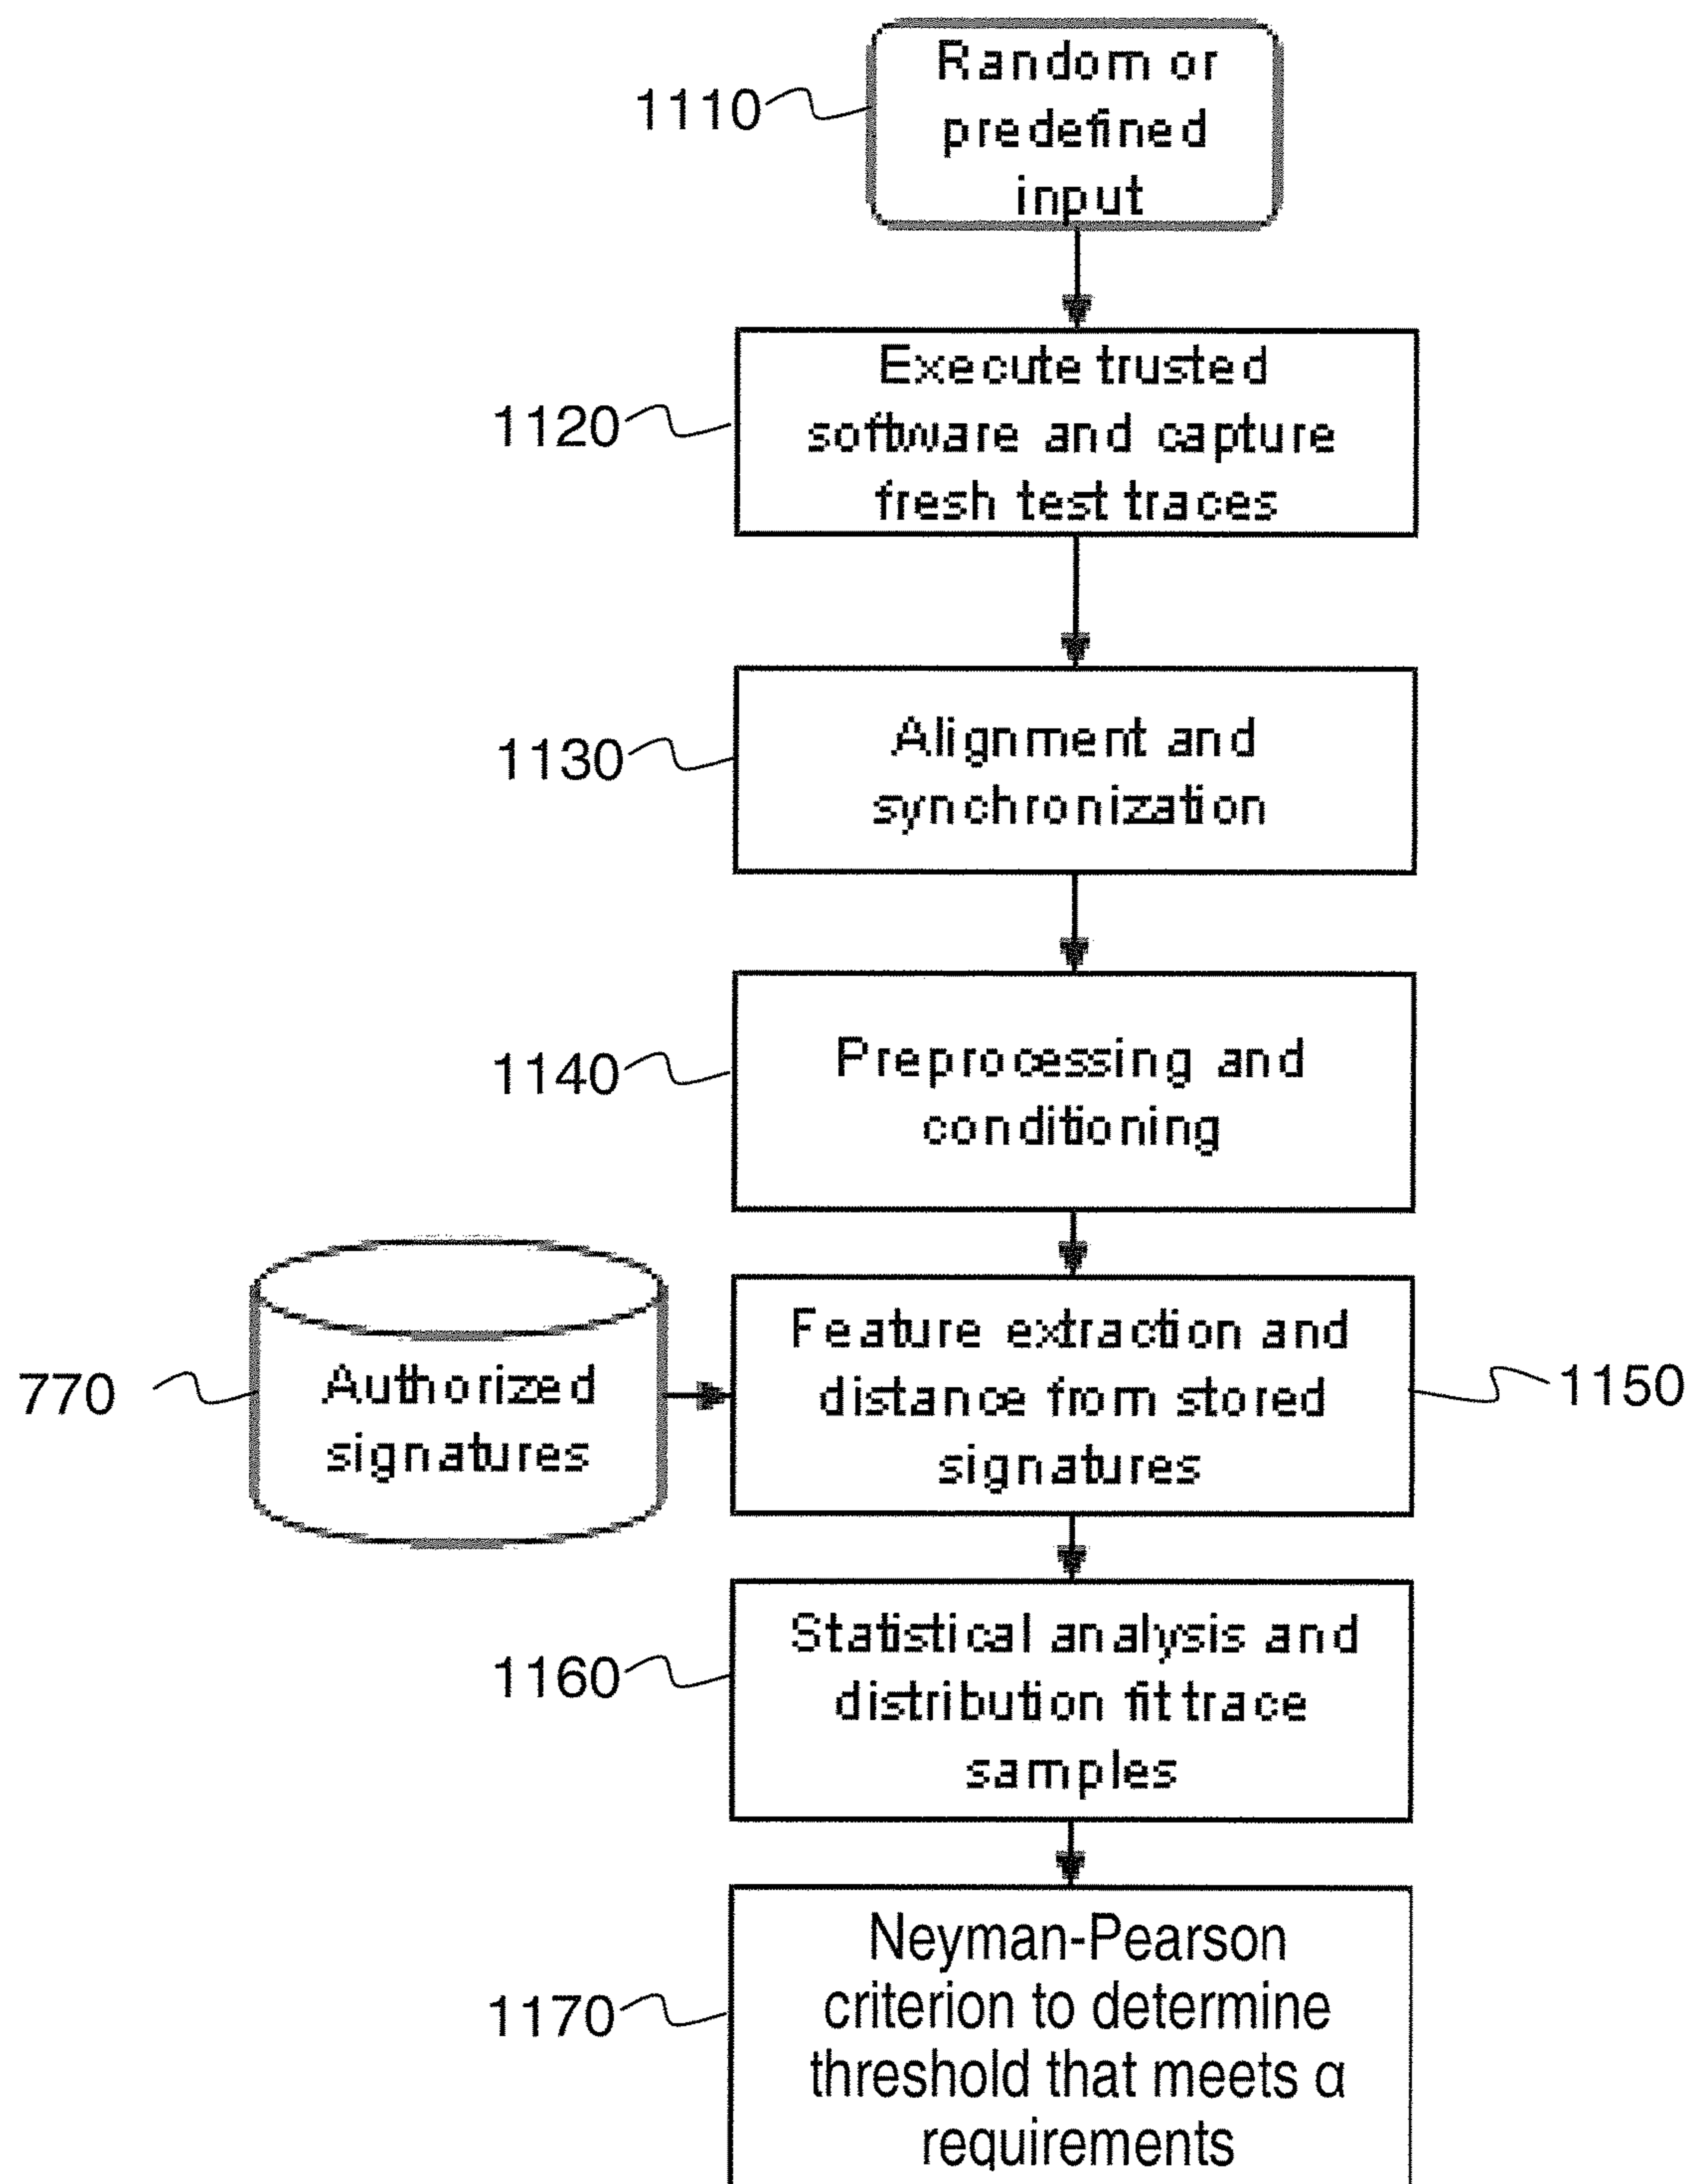 Random or
predefined
input
1110
Execute trusted
software and capture
fresh test traces
1120
Alignment and
synchronization
1130
Preprocessing and
conditioning
1140
Authorized
signatures
770
Feature extraction and
distance from stored
signatures
1150
Statistical analysis and
distribution fit trace
samples
1160
Neyman-Pearson
criterion to determine
threshold that meets α
requirements
1170